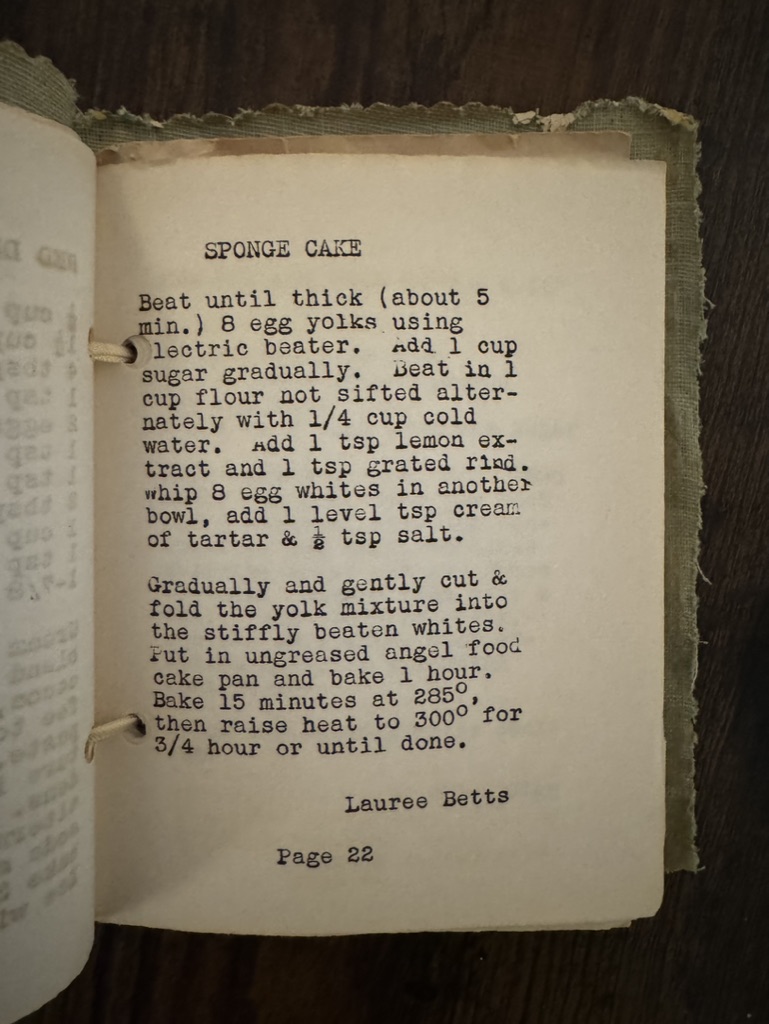 SPONGE CAKE
Beat until thick (about 5
min.) 8 egg yolks using
lectric beater. Add 1 cup
sugar gradually. Beat in 1
cup flour not sifted alter-
nately with 1/4 cup cold
water. Add 1 tsp lemon ex-
tract and 1 tsp grated rind.
whip 8 egg whites in another
bowl, add 1 level tsp cream
of tartar & ½ tsp salt.
Gradually and gently cut &
fold the yolk mixture into
the stiffly beaten whites.
Put in ungreased angel food
cake pan and bake 1 hour.
Bake 15 minutes at 285°,
then raise heat to 300° for
3/4 hour or until done.
Lauree Betts
Page 22